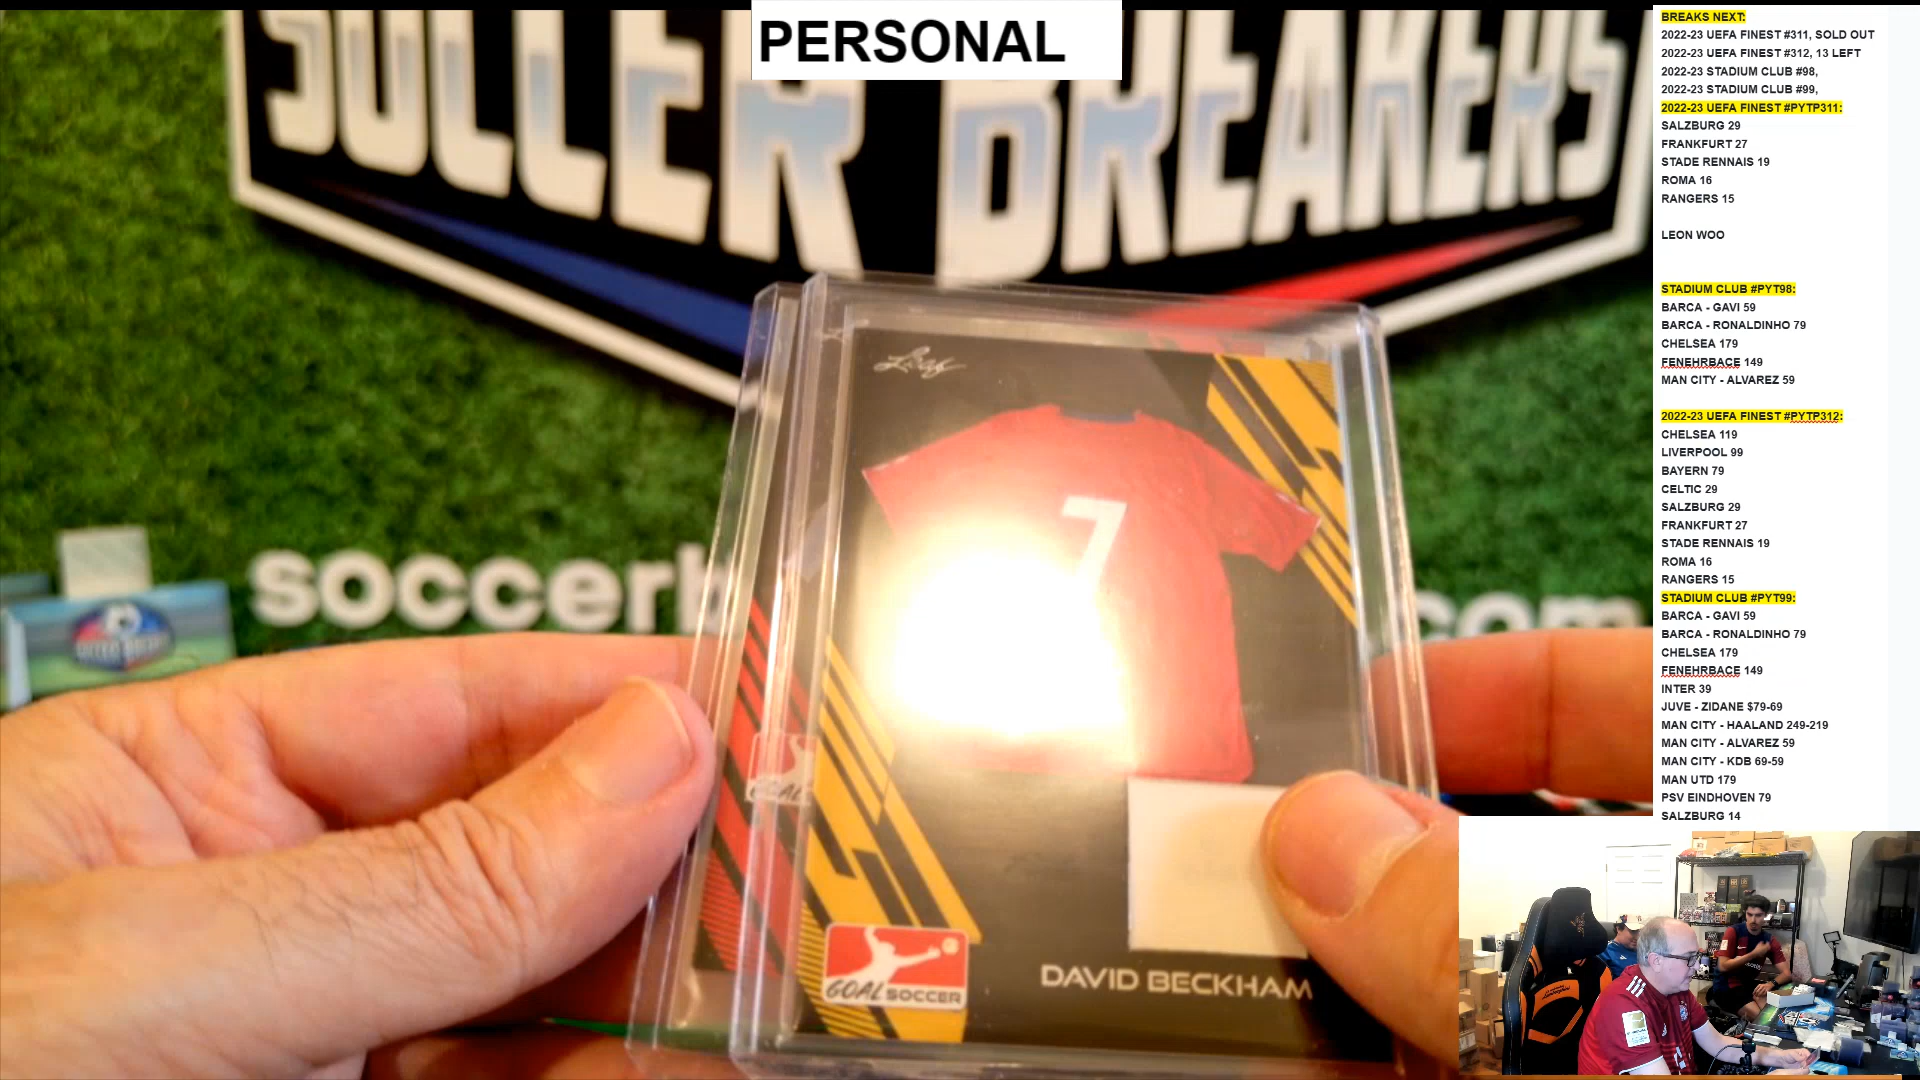 PERSONAL
SOCCER BREAKERS
soccerb
com
Leaf
7
GOAL
GOAL SOCCER
DAVID BECKHAM
BREAKS NEXT:
2022-23 UEFA FINEST #311, SOLD OUT
2022-23 UEFA FINEST #312, 13 LEFT
2022-23 STADIUM CLUB #98,
2022-23 STADIUM CLUB #99,
2022-23 UEFA FINEST #PYTP311:
SALZBURG 29
FRANKFURT 27
STADE RENNAIS 19
ROMA 16
RANGERS 15
LEON WOO
STADIUM CLUB #PYT98:
BARCA - GAVI 59
BARCA - RONALDINHO 79
CHELSEA 179
FENEHRBACE 149
MAN CITY - ALVAREZ 59
2022-23 UEFA FINEST #PYTP312:
CHELSEA 119
LIVERPOOL 99
BAYERN 79
CELTIC 29
SALZBURG 29
FRANKFURT 27
STADE RENNAIS 19
ROMA 16
RANGERS 15
STADIUM CLUB #PYT99:
BARCA - GAVI 59
BARCA - RONALDINHO 79
CHELSEA 179
FENEHRBACE 149
INTER 39
JUVE - ZIDANE $79-69
MAN CITY - HAALAND 249-219
MAN CITY - ALVAREZ 59
MAN CITY - KDB 69-59
MAN UTD 179
PSV EINDHOVEN 79
SALZBURG 14